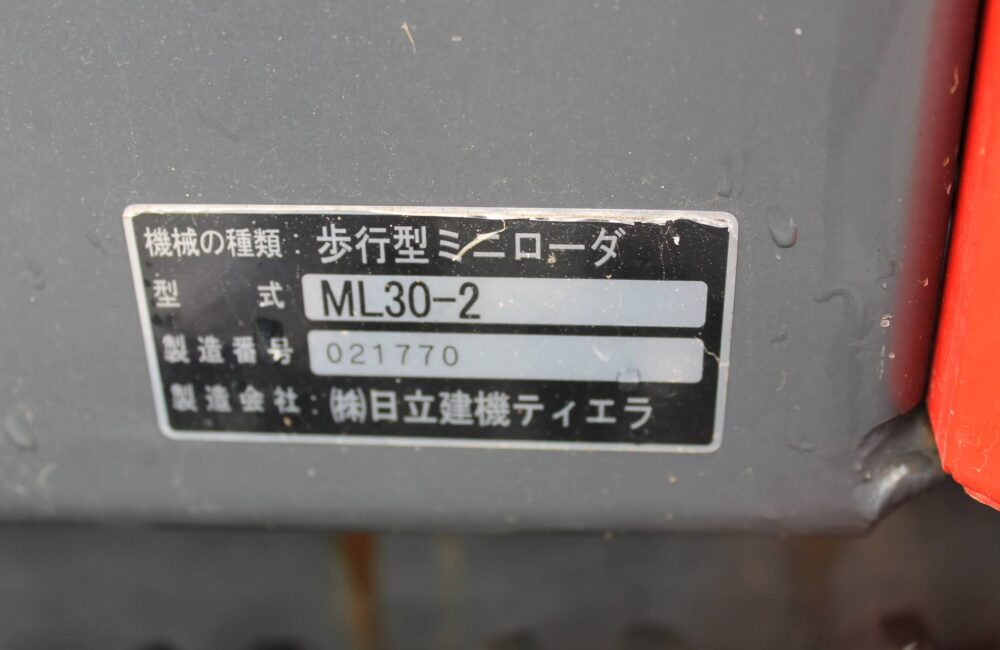 機械の種類：歩行型ミニローダ
型式 ML30-2
製造番号 021770
製造会社：㈱日立建機ティエラ